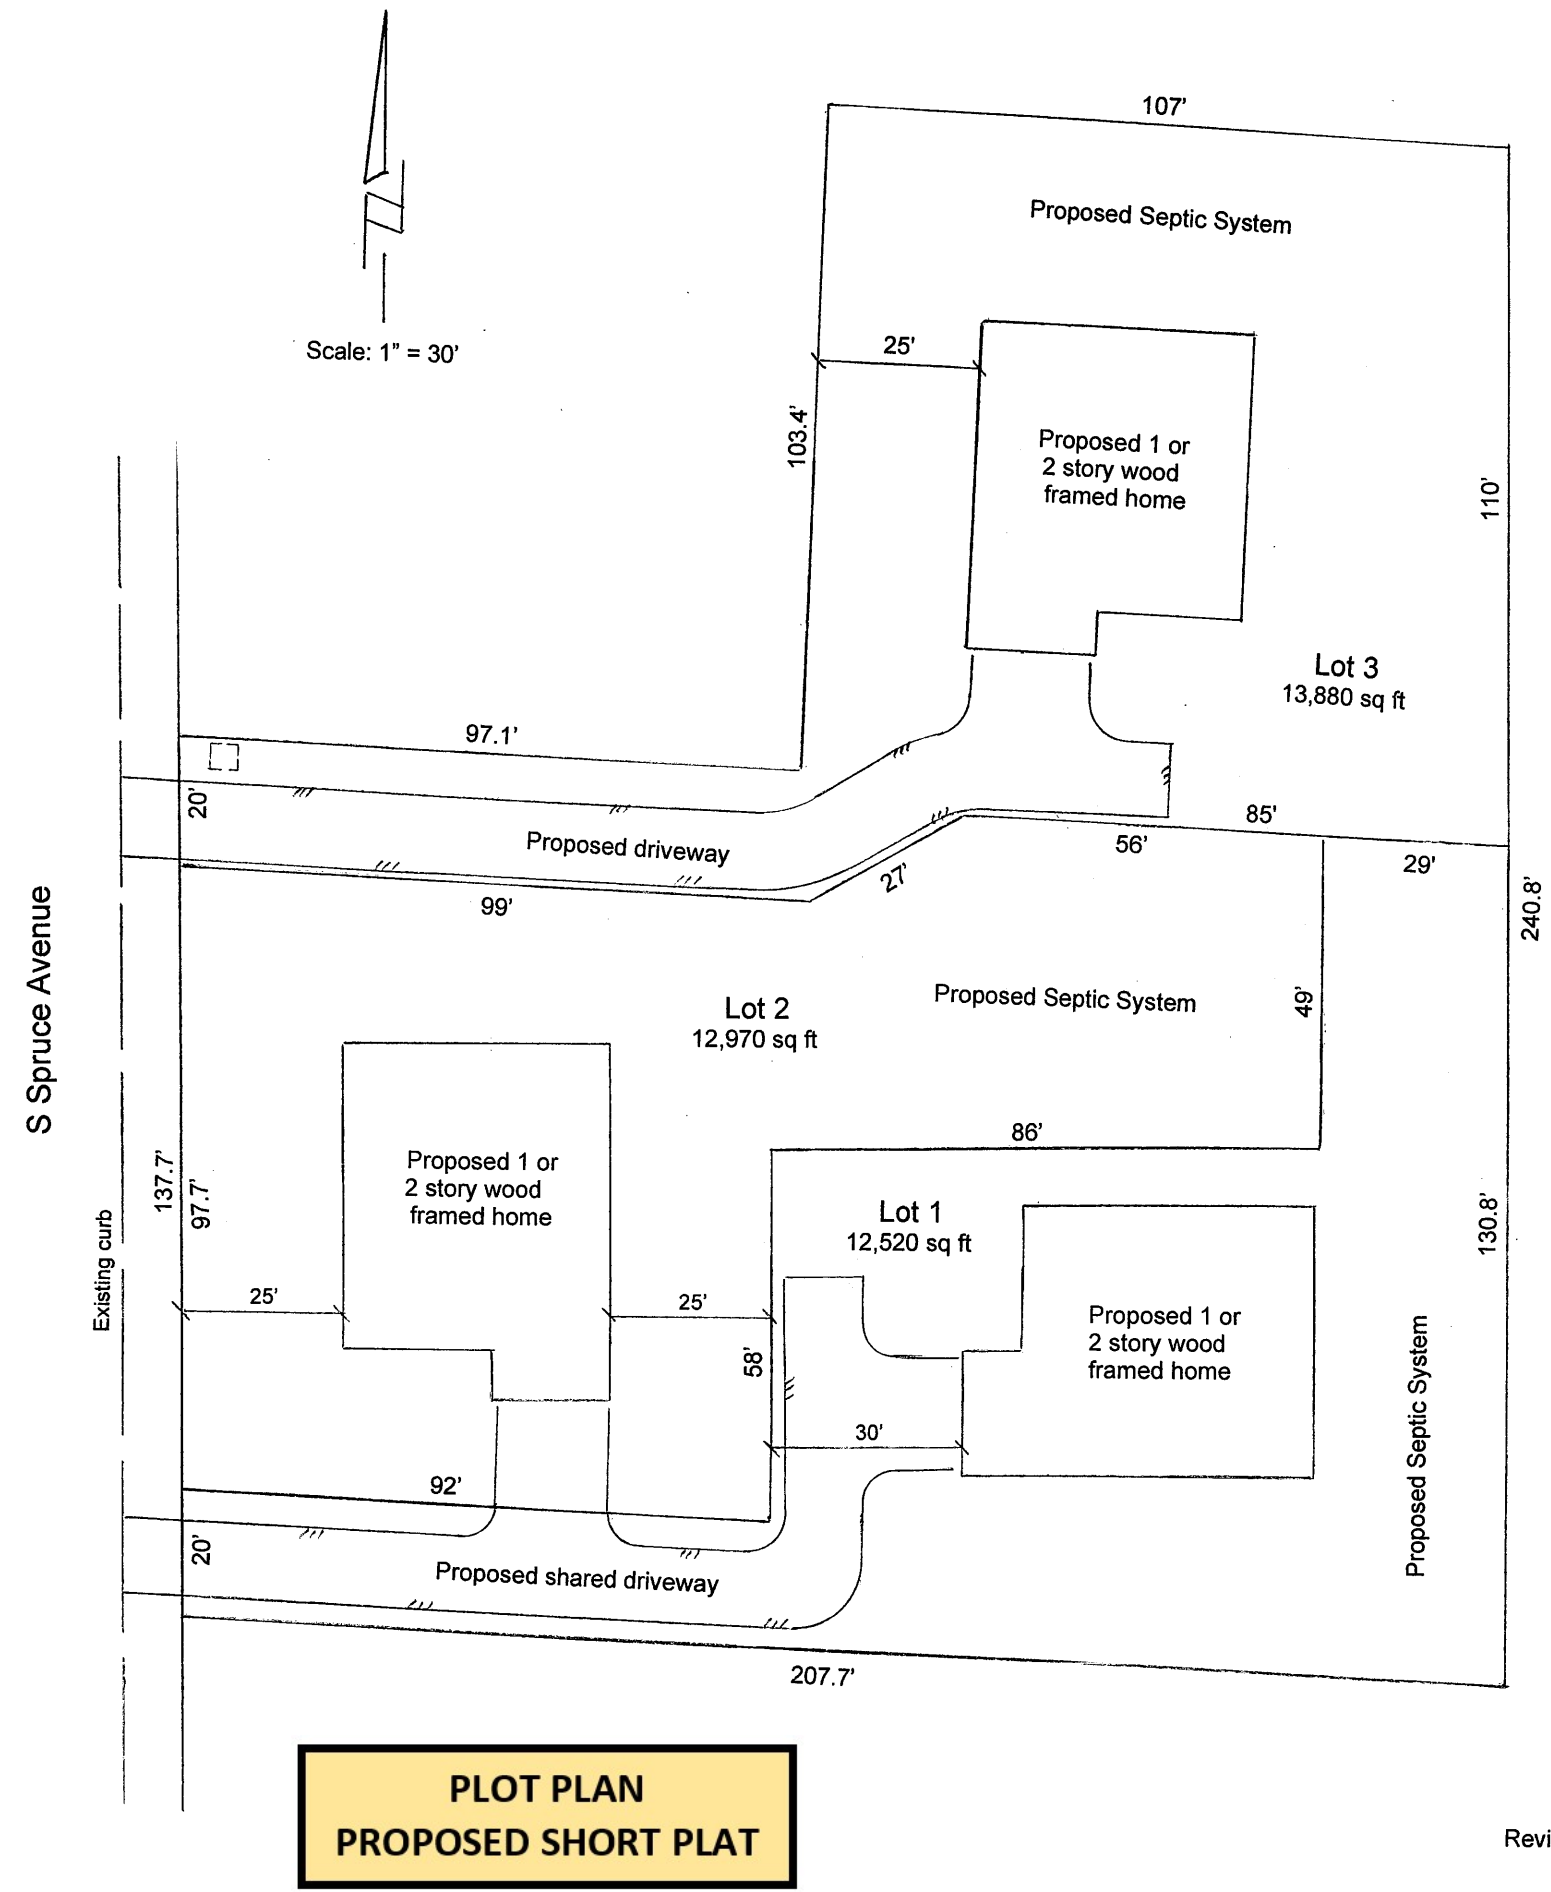 107'
Proposed Septic System
Scale: 1” = 30'
25'
103.4'
Proposed 1 or
2 story wood
framed home
110'
Lot 3
13,880 sq ft
97.1'
20'
Proposed driveway
85'
56'
29'
27'
99'
240.8'
S Spruce Avenue
Lot 2
12,970 sq ft
Proposed Septic System
49'
86'
Proposed 1 or
2 story wood
framed home
137.7'
97.7'
Existing curb
Lot 1
12,520 sq ft
130.8'
25'
25'
58'
Proposed 1 or
2 story wood
framed home
Proposed Septic System
30'
92'
20'
Proposed shared driveway
207.7'
PLOT PLAN
PROPOSED SHORT PLAT
Revi